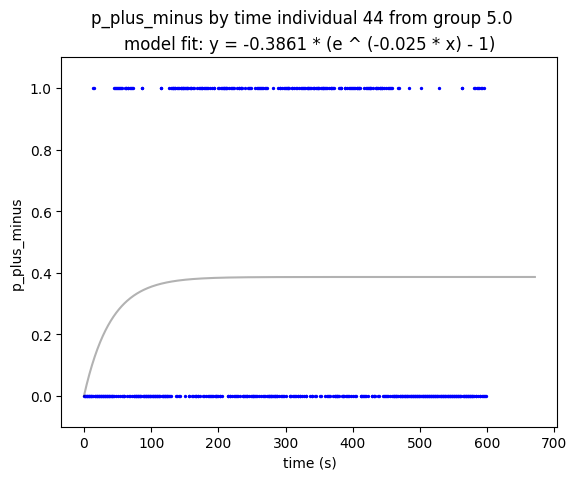 p_plus_minus by time individual 44 from group 5.0
model fit: y = -0.3861 * (e ^ (-0.025 * x) - 1)
1.0
0.8
0.6
0.4
0.2
0.0
p_plus_minus
0 100 200 300 400 500 600 700
time (s)